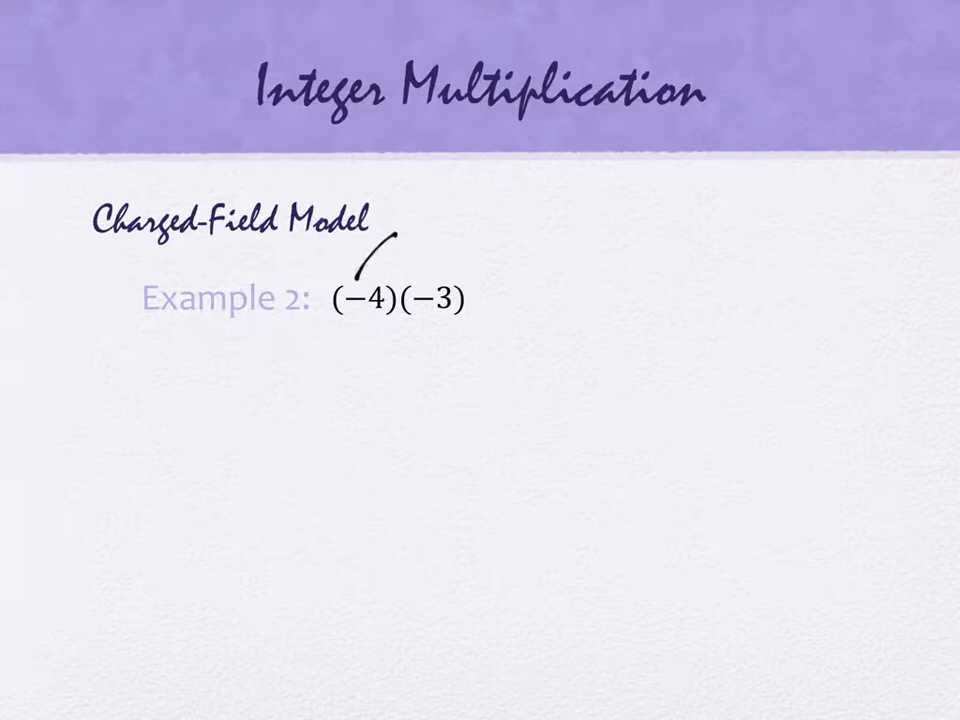 Integer Multiplication
Charged-Field Model
Example 2: (−4)(−3)